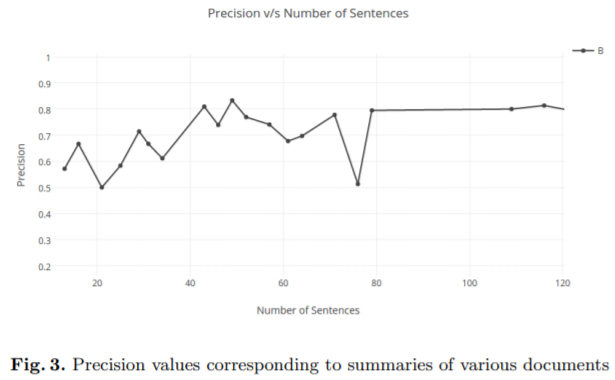 Precision v/s Number of Sentences
B
1
0.9
0.8
0.7
0.6
0.5
0.4
0.3
0.2
Precision
20 40 60 80 100 120
Number of Sentences
Fig. 3. Precision values corresponding to summaries of various documents